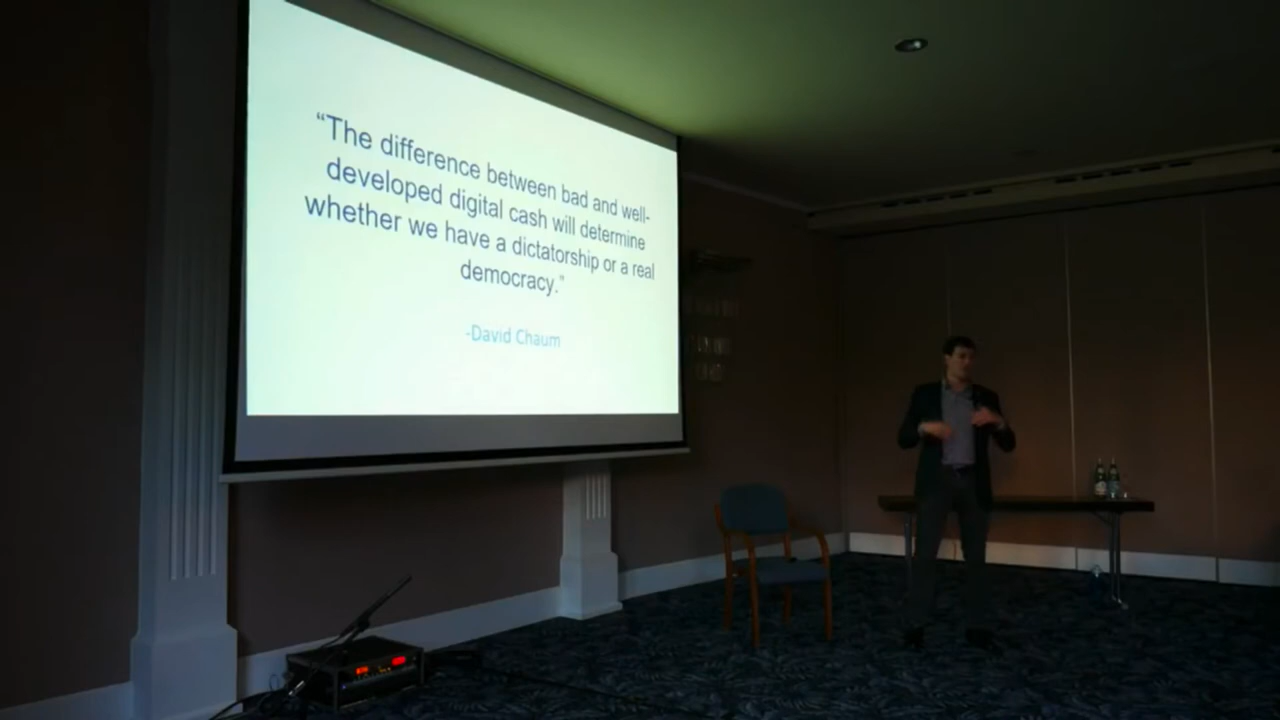 “The difference between bad and well-
developed digital cash will determine
whether we have a dictatorship or a real
democracy.”
-David Chaum